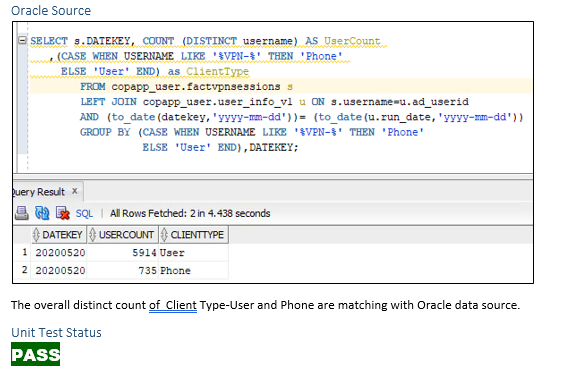 Oracle Source
SELECT s.DATEKEY, COUNT (DISTINCT username) AS UserCount
,(CASE WHEN USERNAME LIKE '%VPN-%' THEN 'Phone'
ELSE 'User' END) as ClientType
FROM copapp_user.factvpnsessions s
LEFT JOIN copapp_user.user_info_v1 u ON s.username=u.ad_userid
AND (to_date(datekey,'yyyy-mm-dd'))= (to_date(u.run_date,'yyyy-mm-dd'))
GROUP BY (CASE WHEN USERNAME LIKE '%VPN-%' THEN 'Phone'
ELSE 'User' END),DATEKEY;
Query Result x
SQL | All Rows Fetched: 2 in 4.438 seconds
DATEKEY USERCOUNT CLIENTTYPE
1 20200520 5914 User
2 20200520 735 Phone
The overall distinct count of Client Type-User and Phone are matching with Oracle data source.
Unit Test Status
PASS